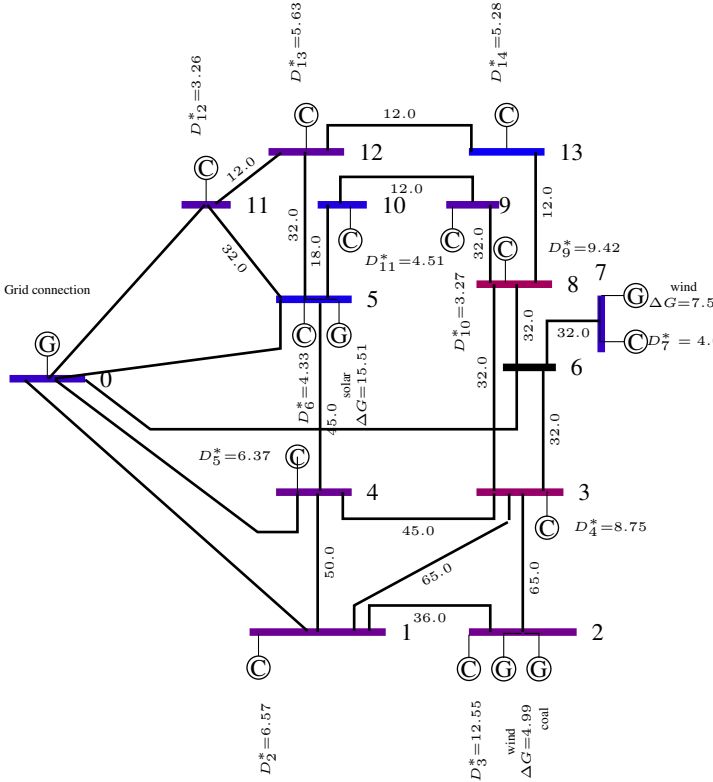 D*13=5.63
D*14=5.28
D*12=3.26
C
C
12.0
12
13
C
12.0
12.0
11
10
12.0
9
C
C
32.0
32.0
18.0
32.0
12.0
D*11=4.51
D*9=9.42
C
8
7
Grid connection
5
D*10=3.27
G
wind
ΔG=7.5
G
C
G
32.0
32.0
C
D*7 = 4.
0
6
D*6=4.33
solar
ΔG=15.51
32.0
45.0
32.0
D*5=6.37
C
4
3
45.0
C
D*4=8.75
50.0
65.0
65.0
36.0
1
2
C
C
G
G
D*2=6.57
D*3=12.55
wind
ΔG=4.99
coal